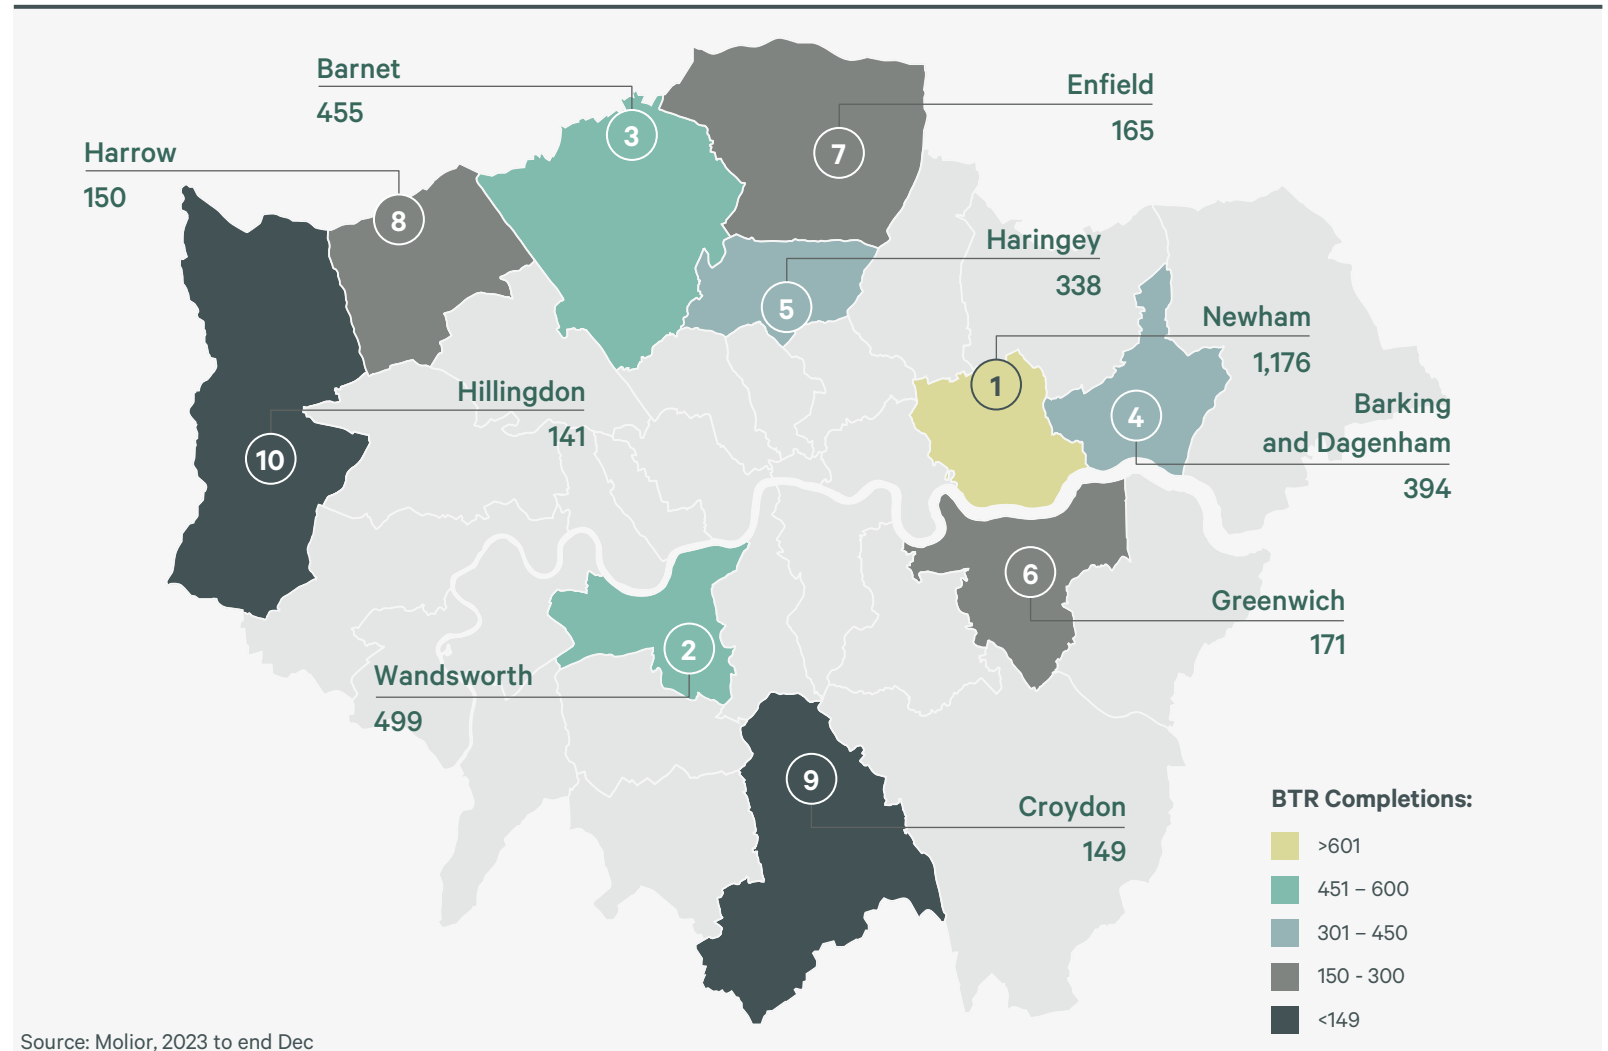 Barnet
455
3
Enfield
165
7
Harrow
150
8
Haringey
338
5
Newham
1,176
1
Hillingdon
141
10
Barking
and Dagenham
394
4
6
Greenwich
171
Wandsworth
499
2
9
Croydon
149
BTR Completions:
>601
451 – 600
301 – 450
150 - 300
<149
Source: Molior, 2023 to end Dec